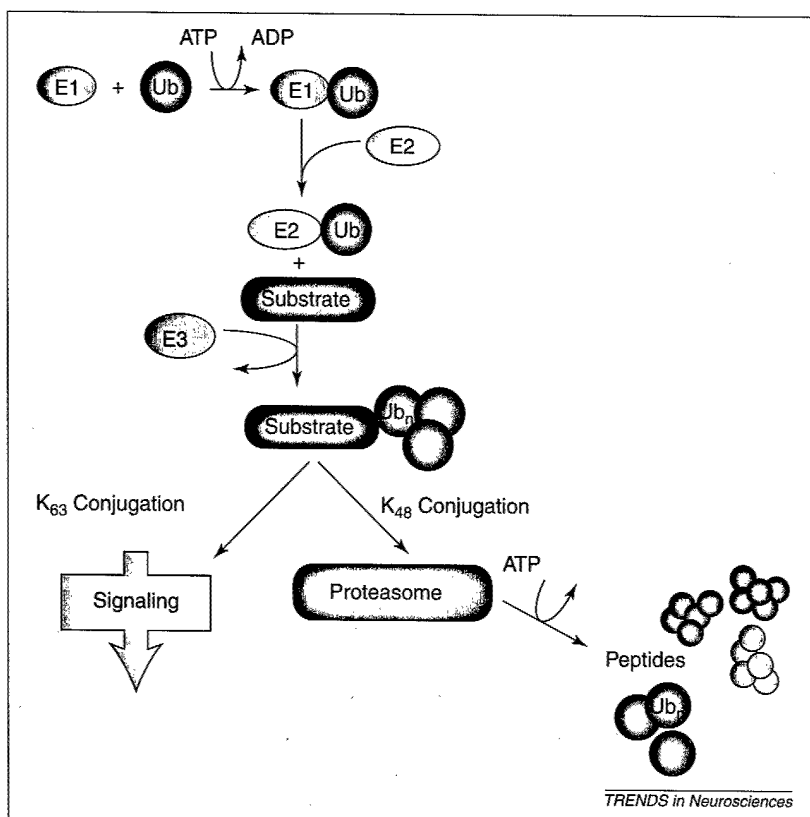 ATP ADP
E1 + Ub E1 Ub
E2
E2 Ub
+
Substrate
E3
Substrate Ubn
K63 Conjugation K48 Conjugation
Signaling Proteasome ATP
Peptides
Ubn
TRENDS in Neurosciences